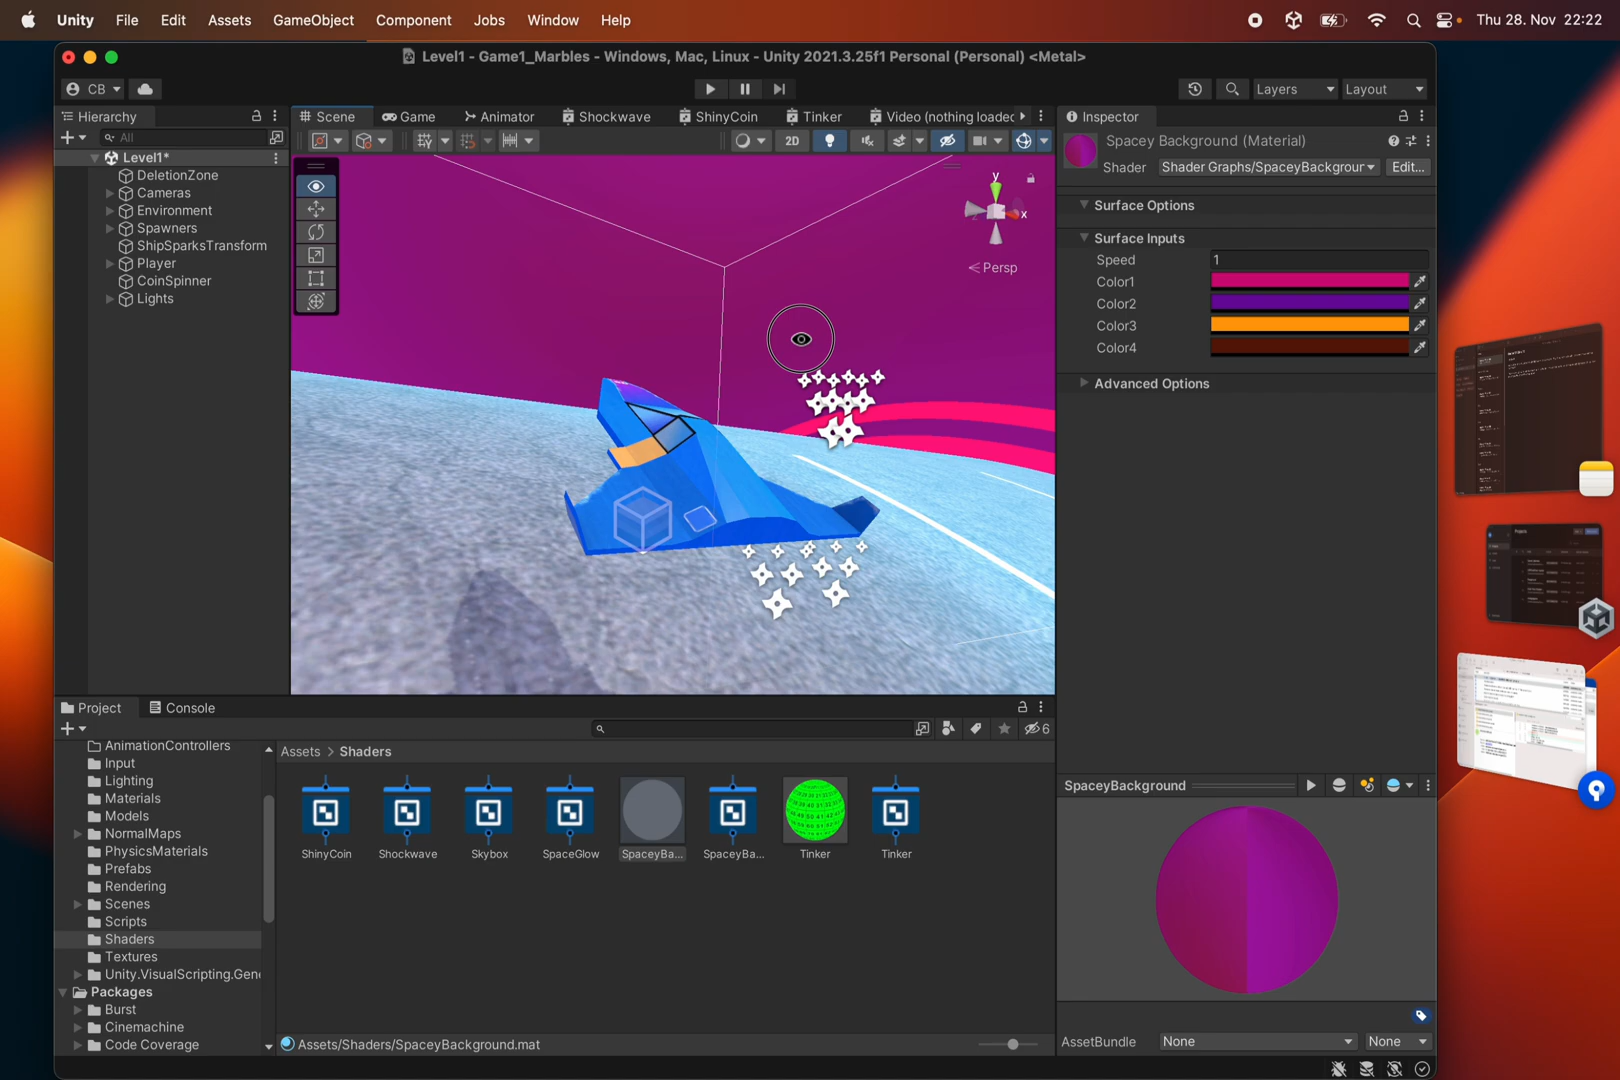 Unity File Edit Assets GameObject Component Jobs Window Help Thu 28. Nov 22:22
Level1 - Game1_Marbles - Windows, Mac, Linux - Unity 2021.3.25f1 Personal (Personal) <Metal>
CB Layers Layout
Hierarchy
All
Level1*
DeletionZone
Cameras
Environment
Spawners
ShipSparksTransform
Player
CoinSpinner
Lights
Scene Game Animator Shockwave ShinyCoin Tinker Video (nothing loaded
2D
y
x
Persp
Inspector
Spacey Background (Material)
Shader Shader Graphs/SpaceyBackgrour Edit...
Surface Options
Surface Inputs
Speed 1
Color1
Color2
Color3
Color4
Advanced Options
Project Console
6
AnimationControllers
Input
Lighting
Materials
Models
NormalMaps
PhysicsMaterials
Prefabs
Rendering
Scenes
Scripts
Shaders
Textures
Unity.VisualScripting.Gene
Packages
Burst
Cinemachine
Code Coverage
Assets > Shaders
ShinyCoin Shockwave Skybox SpaceGlow SpaceyBa... SpaceyBa... Tinker Tinker
Assets/Shaders/SpaceyBackground.mat
SpaceyBackground
AssetBundle None None